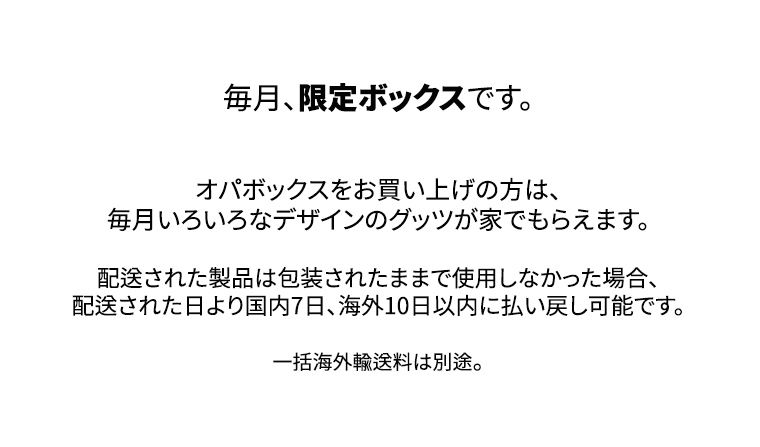 毎月、限定ボックスです。
オパボックスをお買い上げの方は、
毎月いろいろなデザインのグッツが家でもらえます。
配送された製品は包装されたままで使用しなかった場合、
配送された日より国内7日、海外10日以内に払い戻し可能です。
一括海外輸送料は別途。